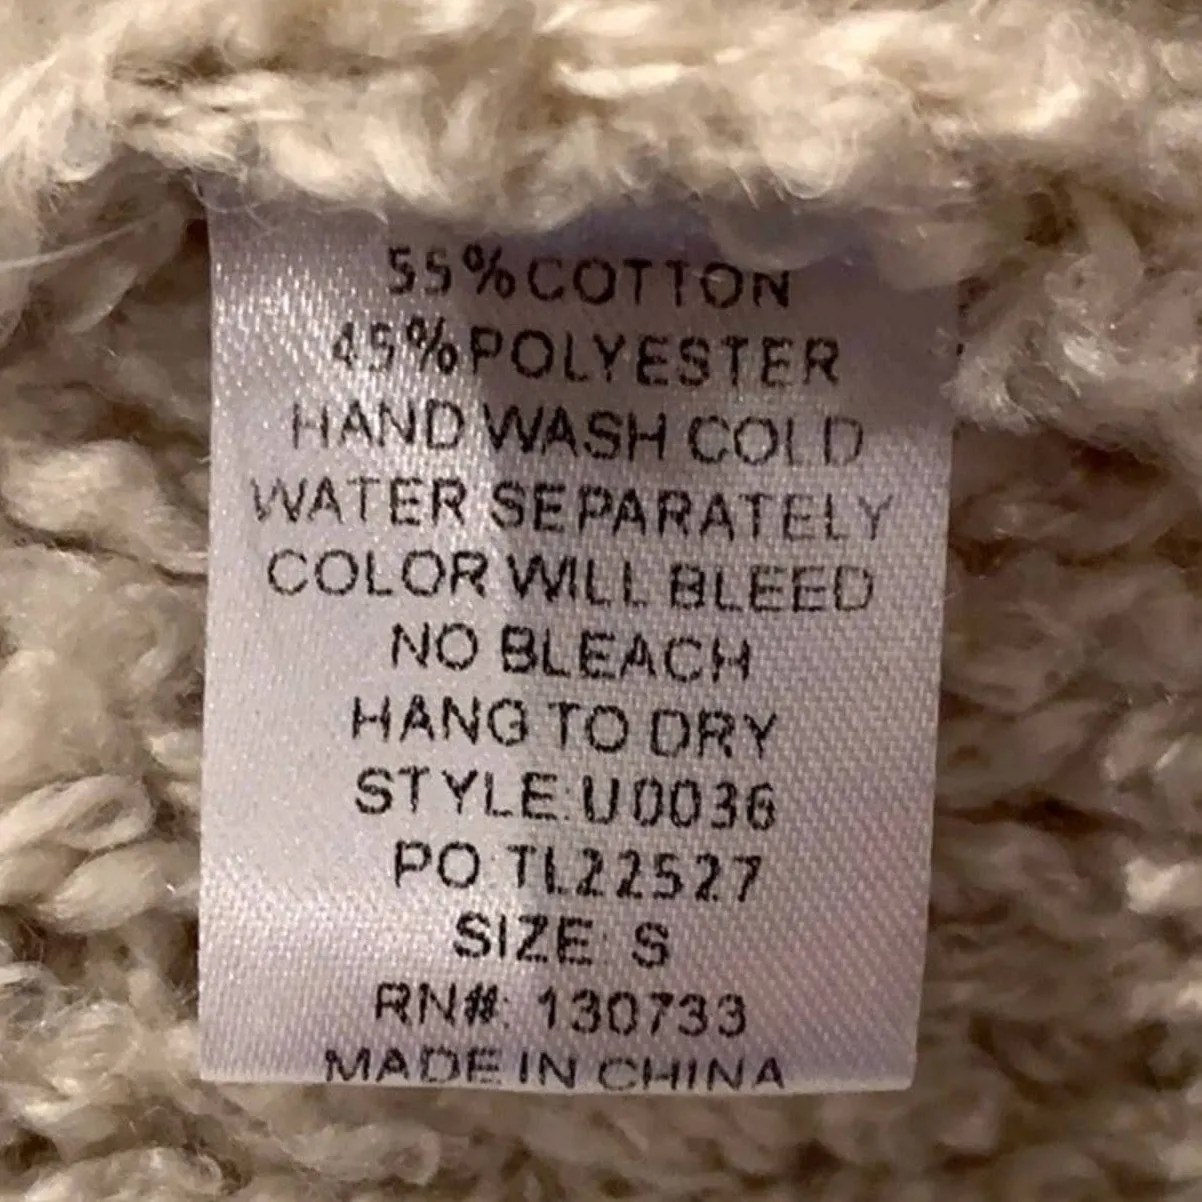 55%COTTON
45%POLYESTER
HAND WASH COLD
WATER SEPARATELY
COLOR WILL BLEED
NO BLEACH
HANG TO DRY
STYLE:U0036
PO TL22527
SIZE: S
RN#: 130733
MADE IN CHINA